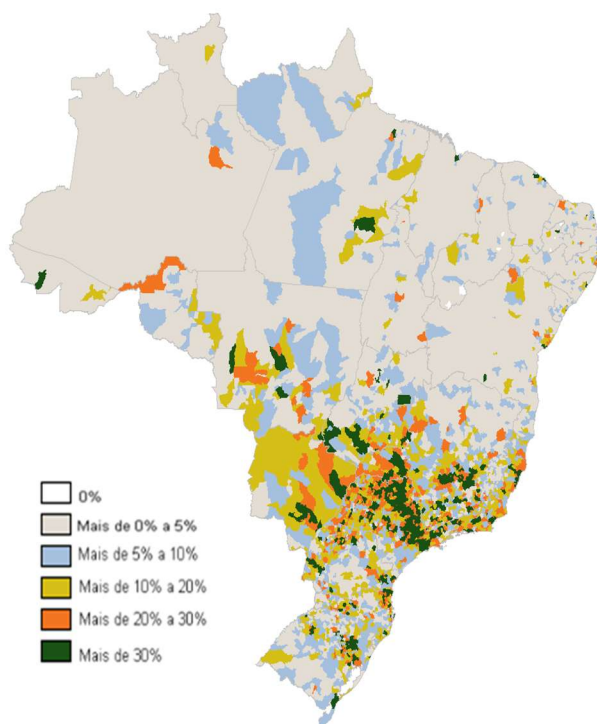 0%
Mais de 0% a 5%
Mais de 5% a 10%
Mais de 10% a 20%
Mais de 20% a 30%
Mais de 30%